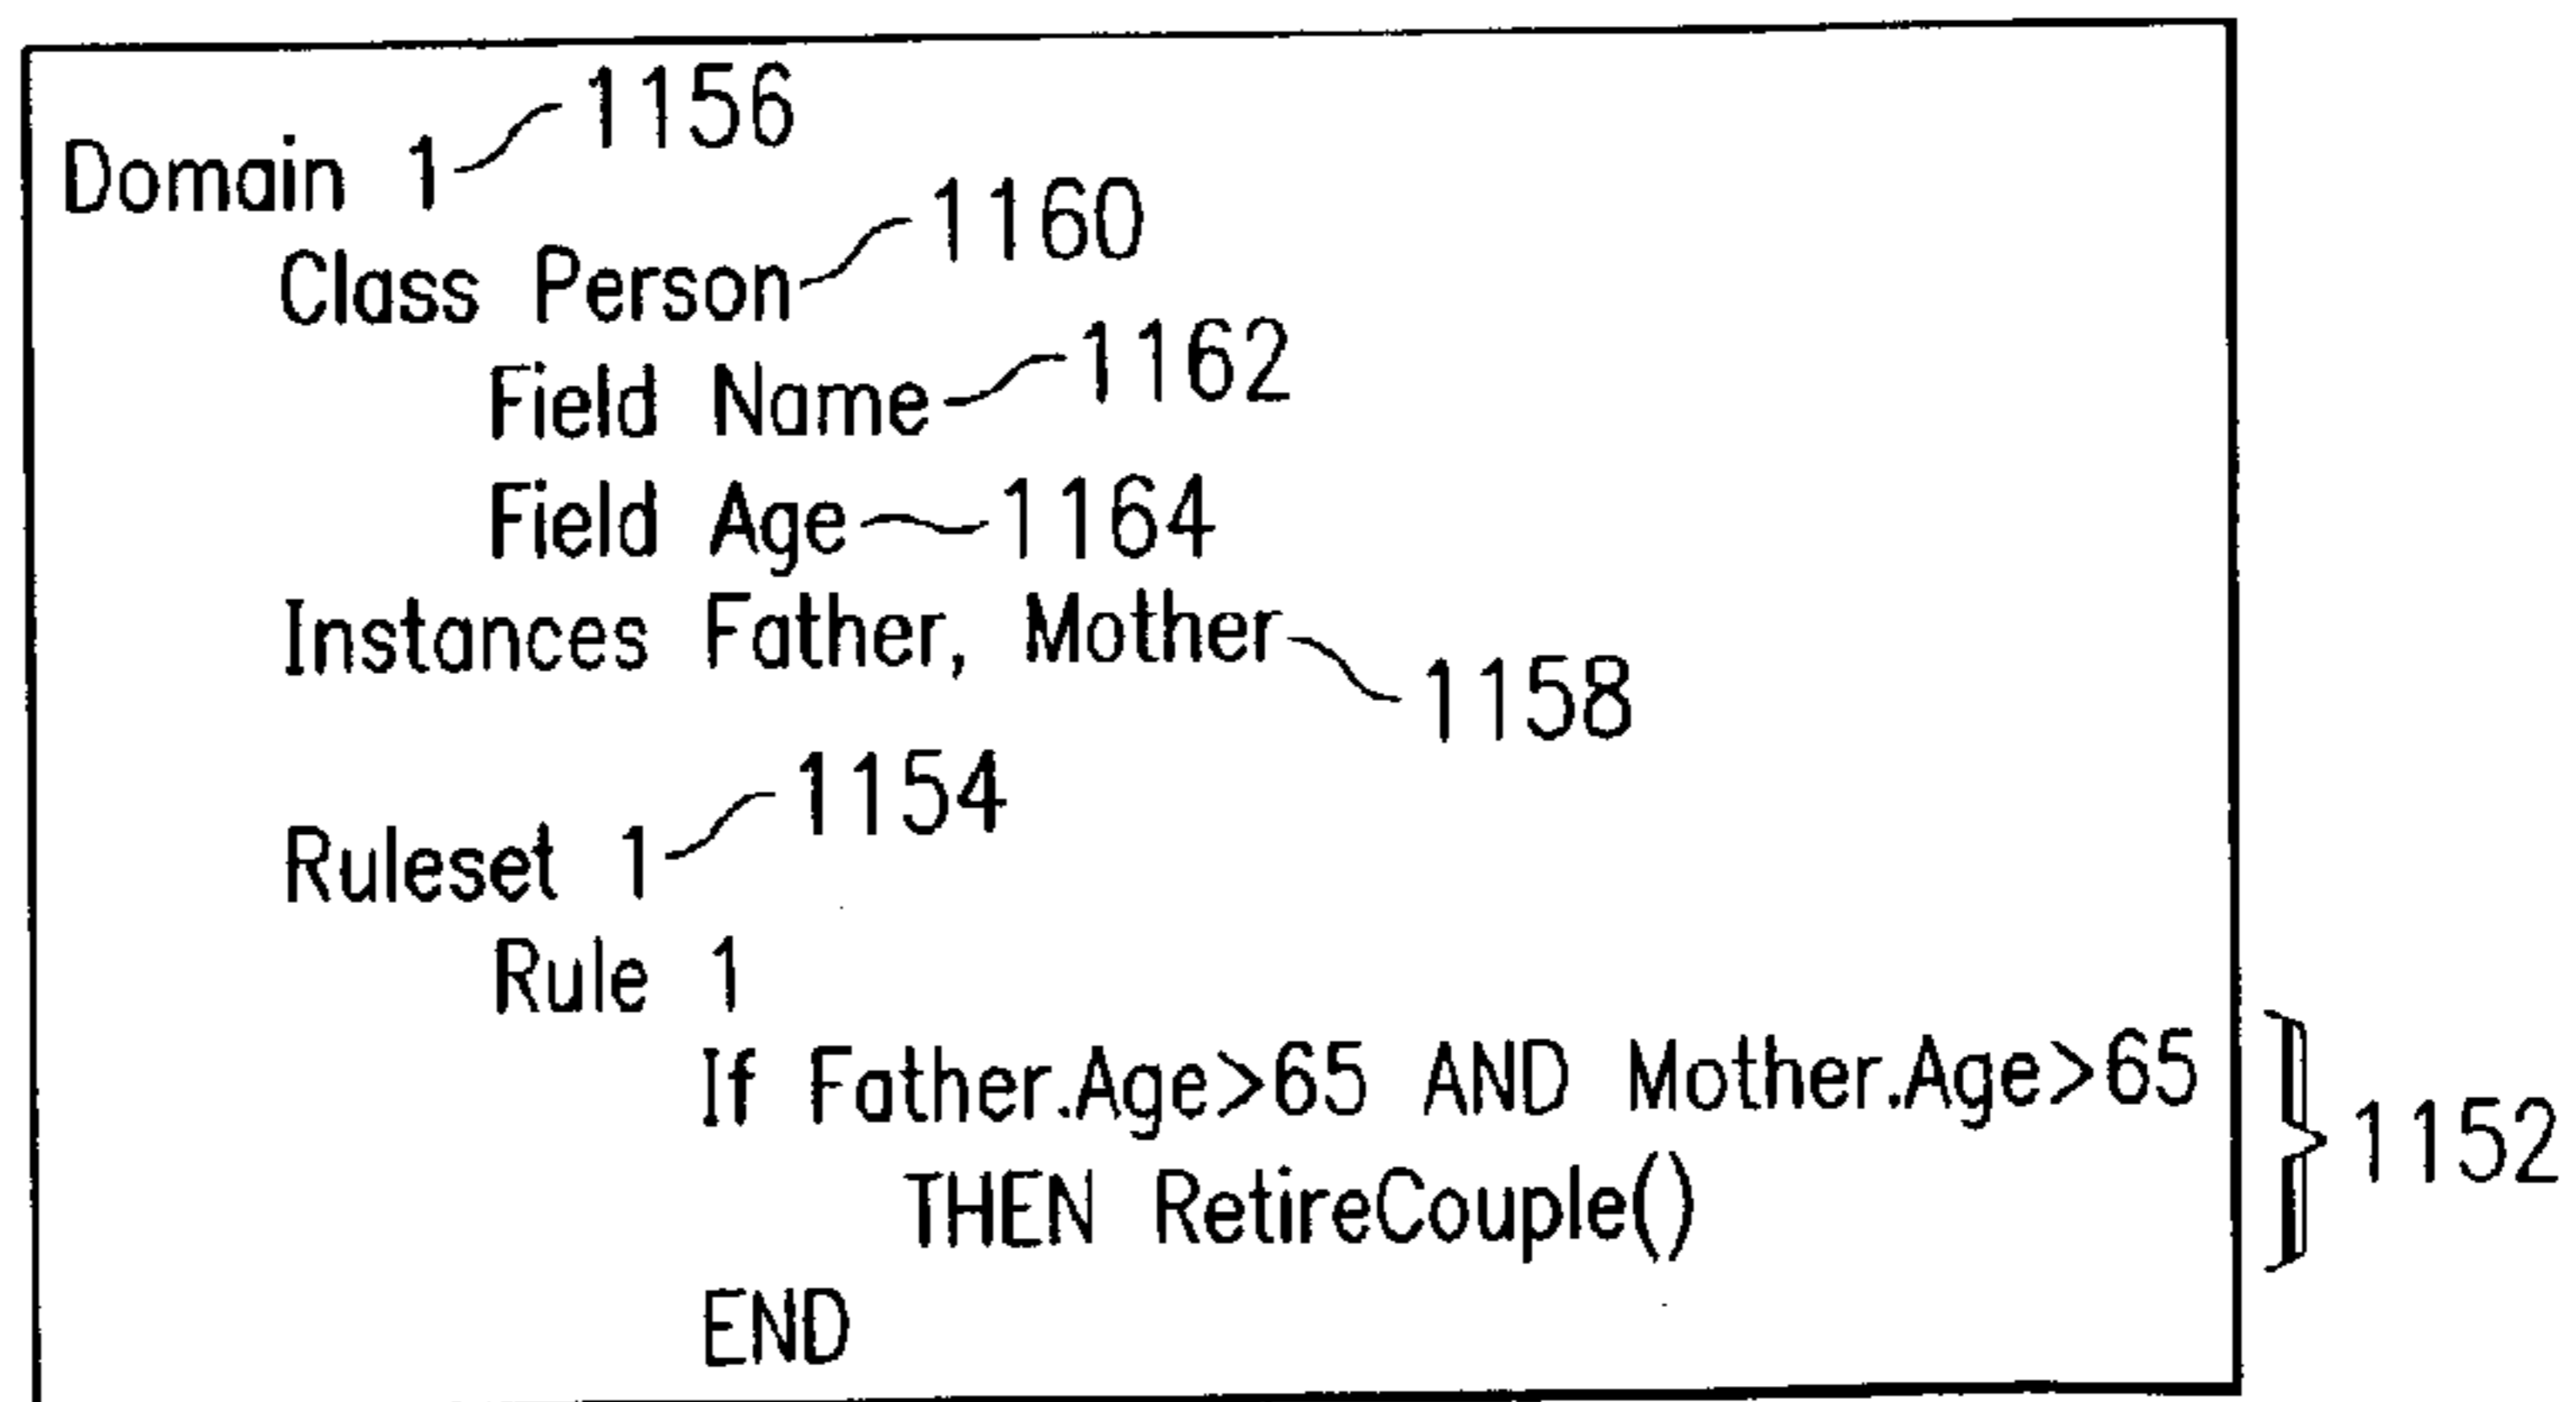 Domain 1 1156
Class Person 1160
Field Name 1162
Field Age 1164
Instances Father, Mother 1158
Ruleset 1 1154
Rule 1
If Father.Age>65 AND Mother.Age>65
THEN RetireCouple() 1152
END